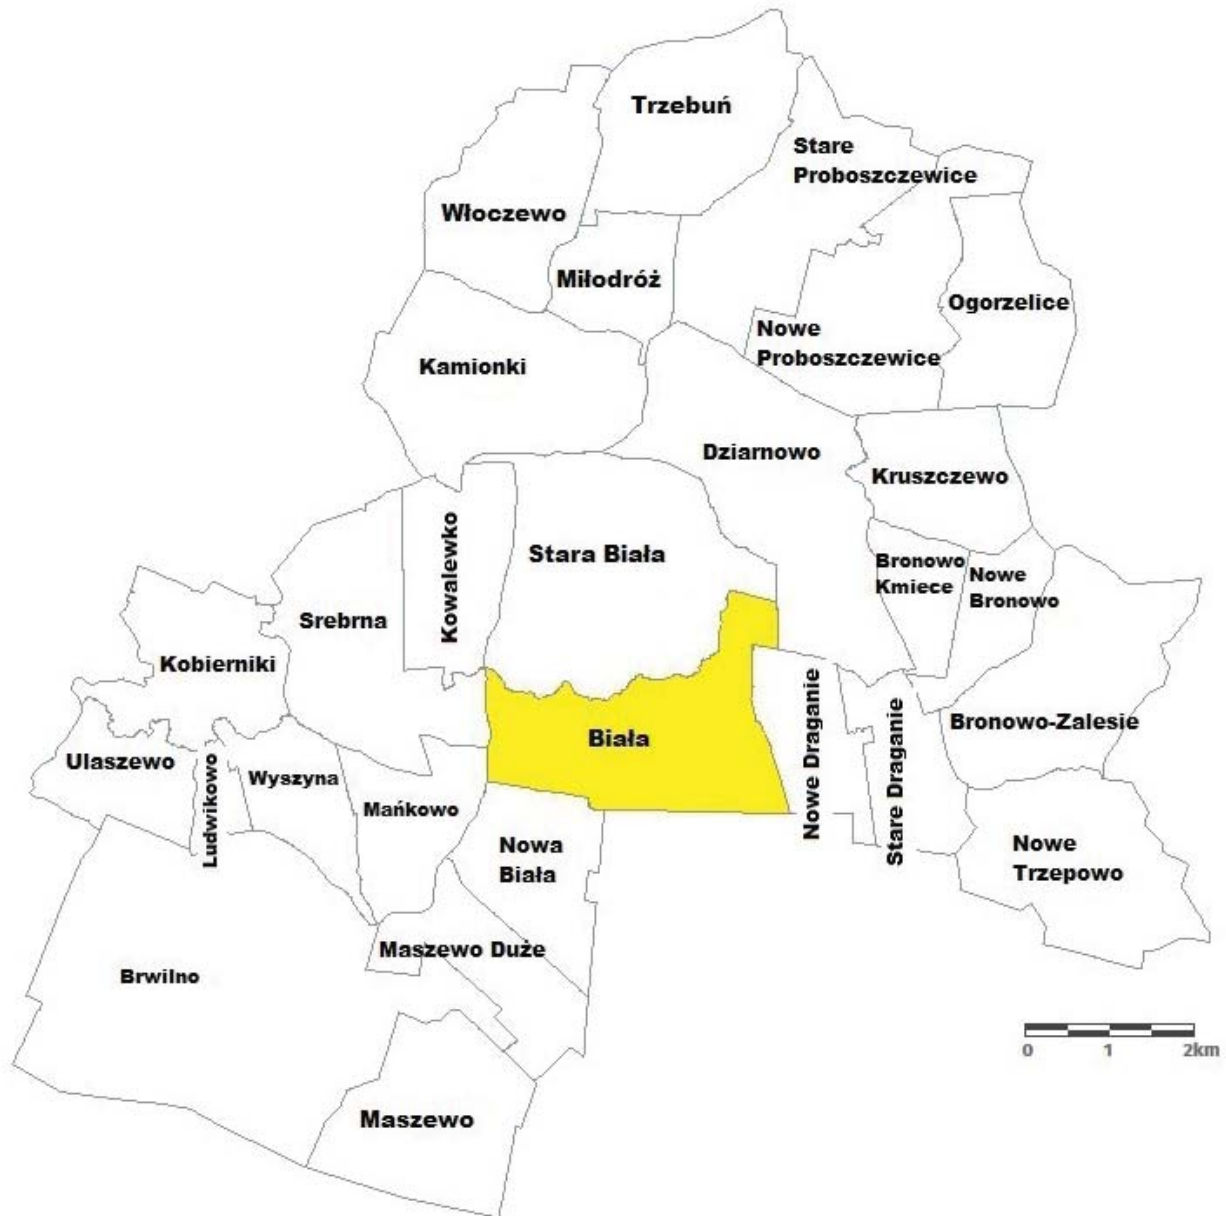 Trzebuń
Stare
Proboszczewice
Włoczewo
Miłodróż
Ogorzelice
Nowe
Proboszczewice
Kamionki
Dziarnowo
Kruszczewo
Kowalewko
Stara Biała
Bronowo
Kmiece
Nowe
Bronowo
Srebrna
Kobierniki
Bronowo-Zalesie
Biała
Nowe Draganie
Stare Draganie
Ulaszewo
Ludwikowo
Wyszyna
Mańkowo
Nowa
Biała
Nowe
Trzepowo
Maszewo Duże
Brwilno
0 1 2km
Maszewo